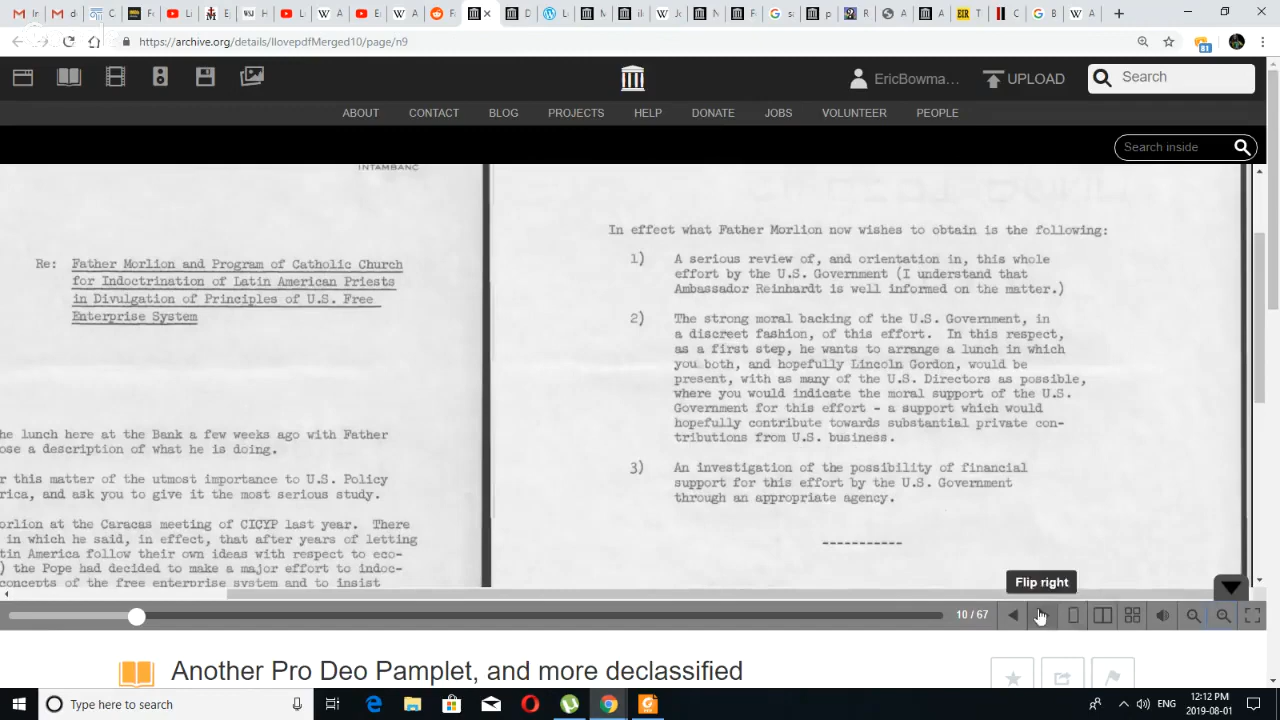 https://archive.org/details/IlovepdfMerged10/page/n9
81
EricBowma...
UPLOAD
Search
ABOUT
CONTACT
BLOG
PROJECTS
HELP
DONATE
JOBS
VOLUNTEER
PEOPLE
Search inside
INTAMBANC
Re: Father Morlion and Program of Catholic Church
for Indoctrination of Latin American Priests
in Divulgation of Principles of U.S. Free
Enterprise System
he lunch here at the Bank a few weeks ago with Father
ose a description of what he is doing.
r this matter of the utmost importance to U.S. Policy
rica, and ask you to give it the most serious study.
orlion at the Caracas meeting of CICYP last year. There
in which he said, in effect, that after years of letting
tin America follow their own ideas with respect to eco-
) the Pope had decided to make a major effort to indoc-
concepts of the free enterprise system and to insist
In effect what Father Morlion now wishes to obtain is the following:
1) A serious review of, and orientation in, this whole
effort by the U.S. Government (I understand that
Ambassador Reinhardt is well informed on the matter.)
2) The strong moral backing of the U.S. Government, in
a discreet fashion, of this effort. In this respect,
as a first step, he wants to arrange a lunch in which
you both, and hopefully Lincoln Gordon, would be
present, with as many of the U.S. Directors as possible,
where you would indicate the moral support of the U.S.
Government for this effort - a support which would
hopefully contribute towards substantial private con-
tributions from U.S. business.
3) An investigation of the possibility of financial
support for this effort by the U.S. Government
through an appropriate agency.
-----------
Flip right
10 / 67
Another Pro Deo Pamplet, and more declassified
Type here to search
ENG
12:12 PM
2019-08-01